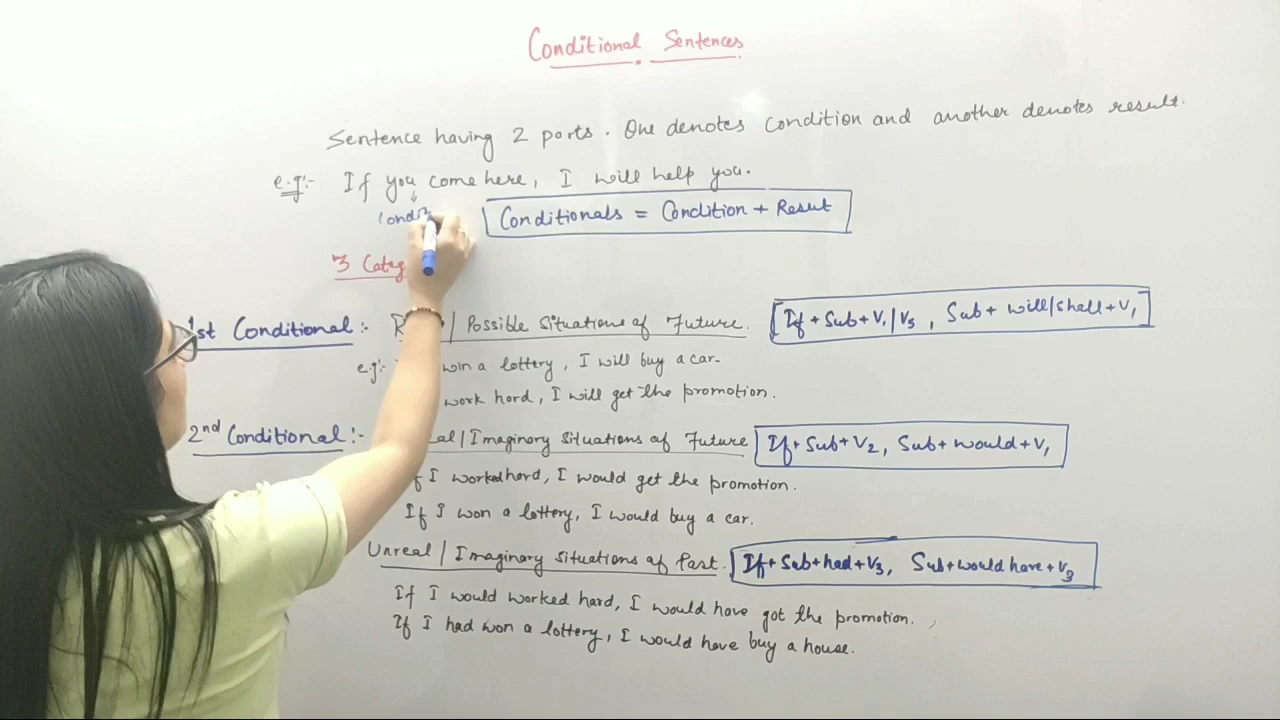 Conditional Sentences
Sentence having 2 parts. One denotes condition and another denotes result.
e.g:- If you come here, I will help you.
Condit
Conditionals = Condition + Result
3 Categ
1st Conditional :- R / Possible Situations of Future. If + Sub + V1/V5, Sub + will/shall + V1
e.g:- win a lottery, I will buy a car.
work hard, I will get the promotion.
2nd Conditional :- al/Imaginary Situations of Future If + Sub + V2, Sub + would + V1
f I worked hard, I would get the promotion.
If I won a lottery, I would buy a car.
Unreal / Imaginary Situations of Past. If + Sub + had + V3, Sub + would have + V3
If I would worked hard, I would have got the promotion.
If I had won a lottery, I would have buy a house.